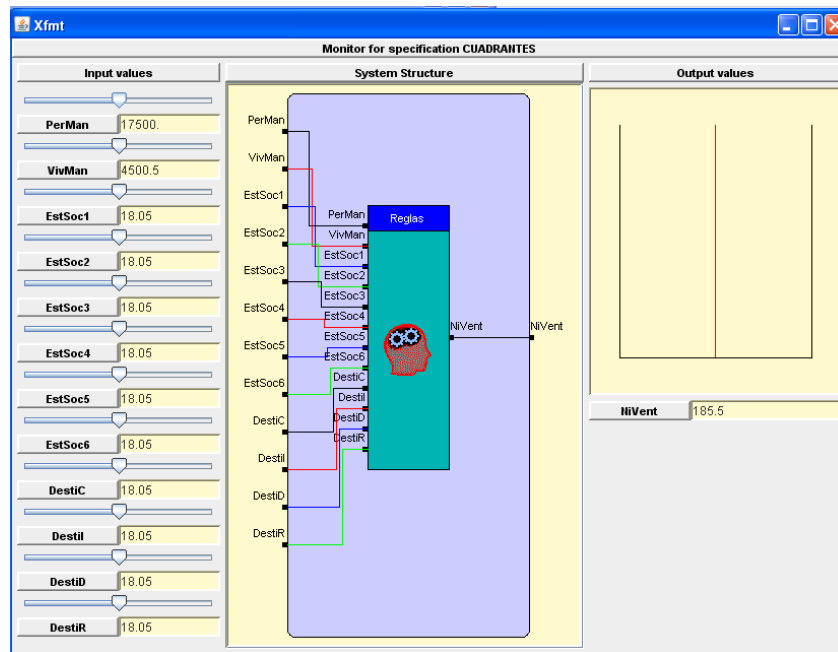 Xfmt
Monitor for specification CUADRANTES
Input values
System Structure
Output values
PerMan 17500.
VivMan 4500.5
EstSoc1 18.05
EstSoc2 18.05
EstSoc3 18.05
EstSoc4 18.05
EstSoc5 18.05
EstSoc6 18.05
DestiC 18.05
DestiI 18.05
DestiD 18.05
DestiR 18.05
PerMan
VivMan
EstSoc1
EstSoc2
EstSoc3
EstSoc4
EstSoc5
EstSoc6
DestiC
DestiI
DestiD
DestiR
Reglas
PerMan
VivMan
EstSoc1
EstSoc2
EstSoc3
EstSoc4
EstSoc5
EstSoc6
DestiC
DestiI
DestiD
DestiR
NiVent
NiVent
NiVent 185.5